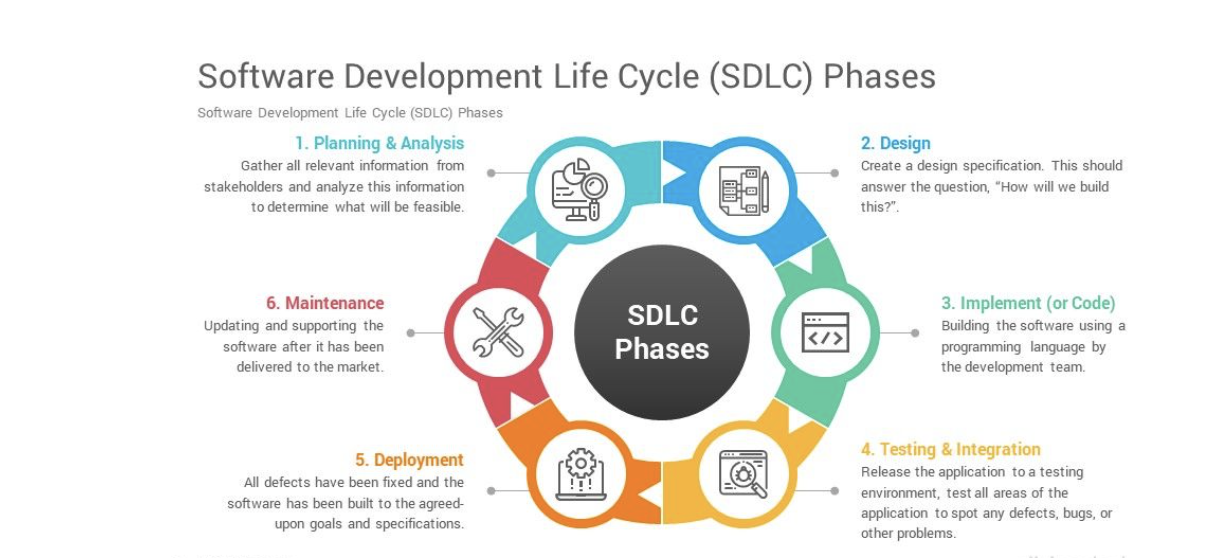 Software Development Life Cycle (SDLC) Phases
Software Development Life Cycle (SDLC) Phases
1. Planning & Analysis
Gather all relevant information from
stakeholders and analyze this information
to determine what will be feasible.
2. Design
Create a design specification. This should
answer the question, “How will we build
this?”.
3. Implement (or Code)
Building the software using a
programming language by
the development team.
4. Testing & Integration
Release the application to a testing
environment, test all areas of the
application to spot any defects, bugs, or
other problems.
5. Deployment
All defects have been fixed and the
software has been built to the agreed-
upon goals and specifications.
6. Maintenance
Updating and supporting the
software after it has been
delivered to the market.
SDLC
Phases